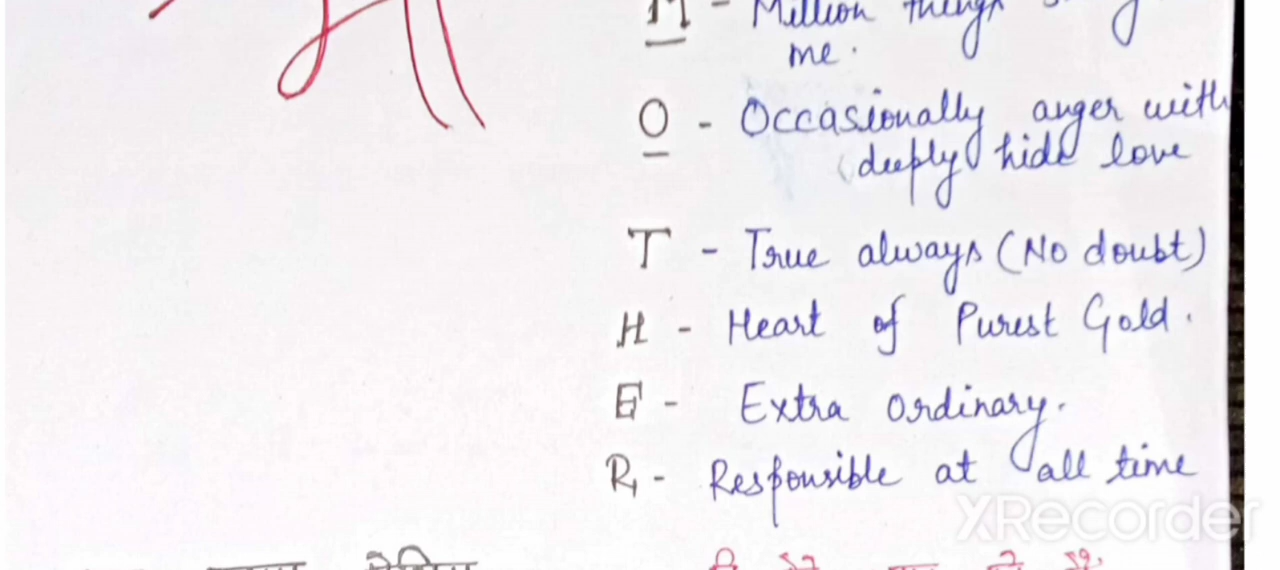 M - Million things
me.
O - Occasionally anger with
deeply hide love
T - True always (No doubt)
H - Heart of Purest Gold.
E - Extra ordinary.
R - Responsible at all time
XRecorder